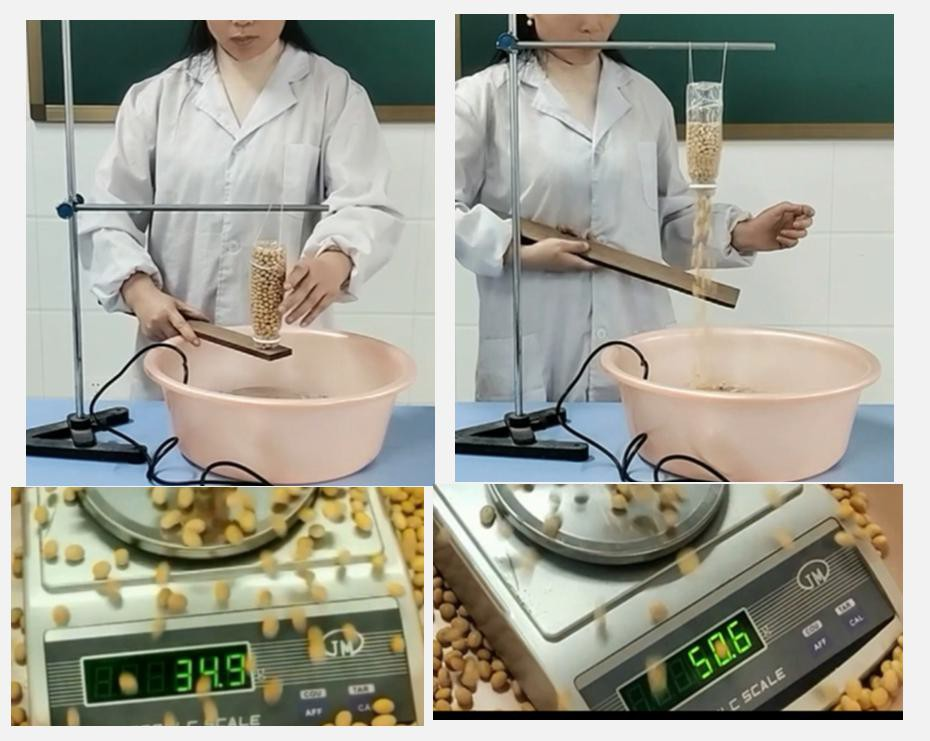 34.9
JM
COU
TAR
AFF
CA
SCALE
50.6
JM
COU
TAR
AFF
CAL
C SCALE